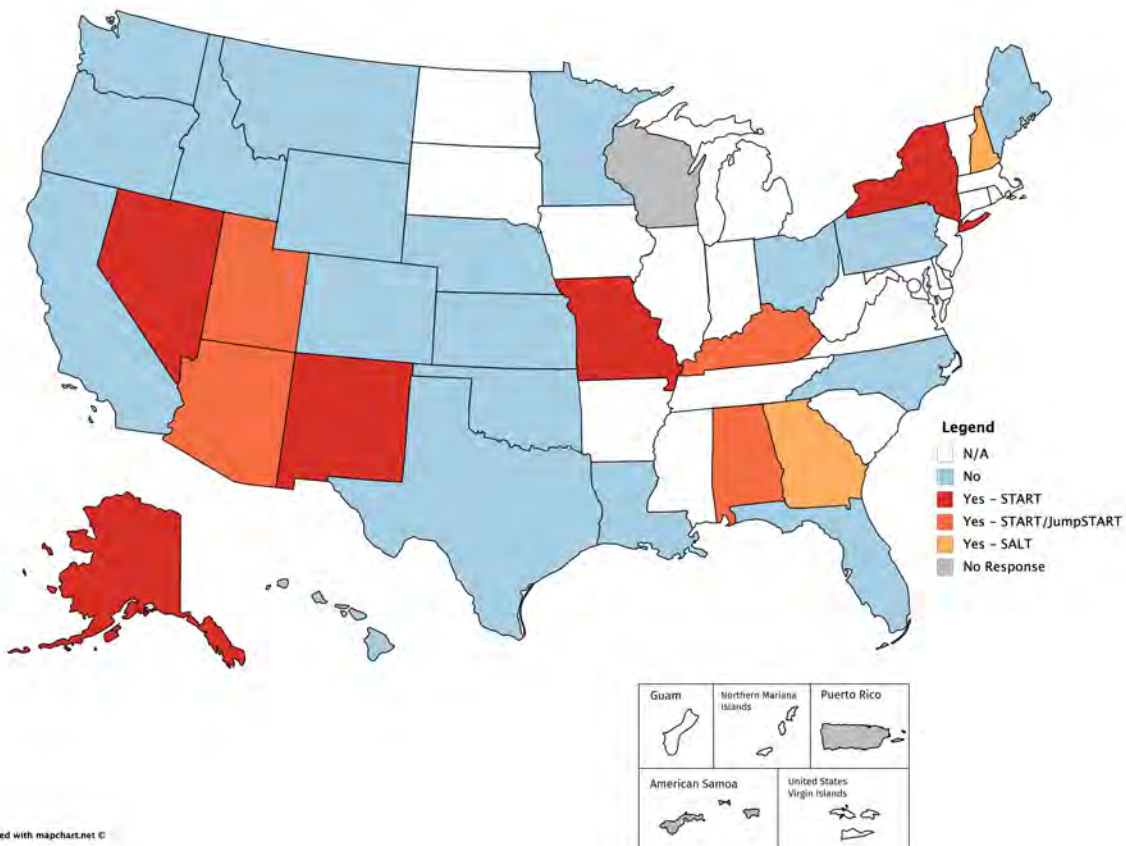 Legend
N/A
No
Yes – START
Yes – START/JumpSTART
Yes – SALT
No Response
Guam
Northern Mariana
Islands
Puerto Rico
American Samoa
United States
Virgin Islands
ed with mapchart.net ©